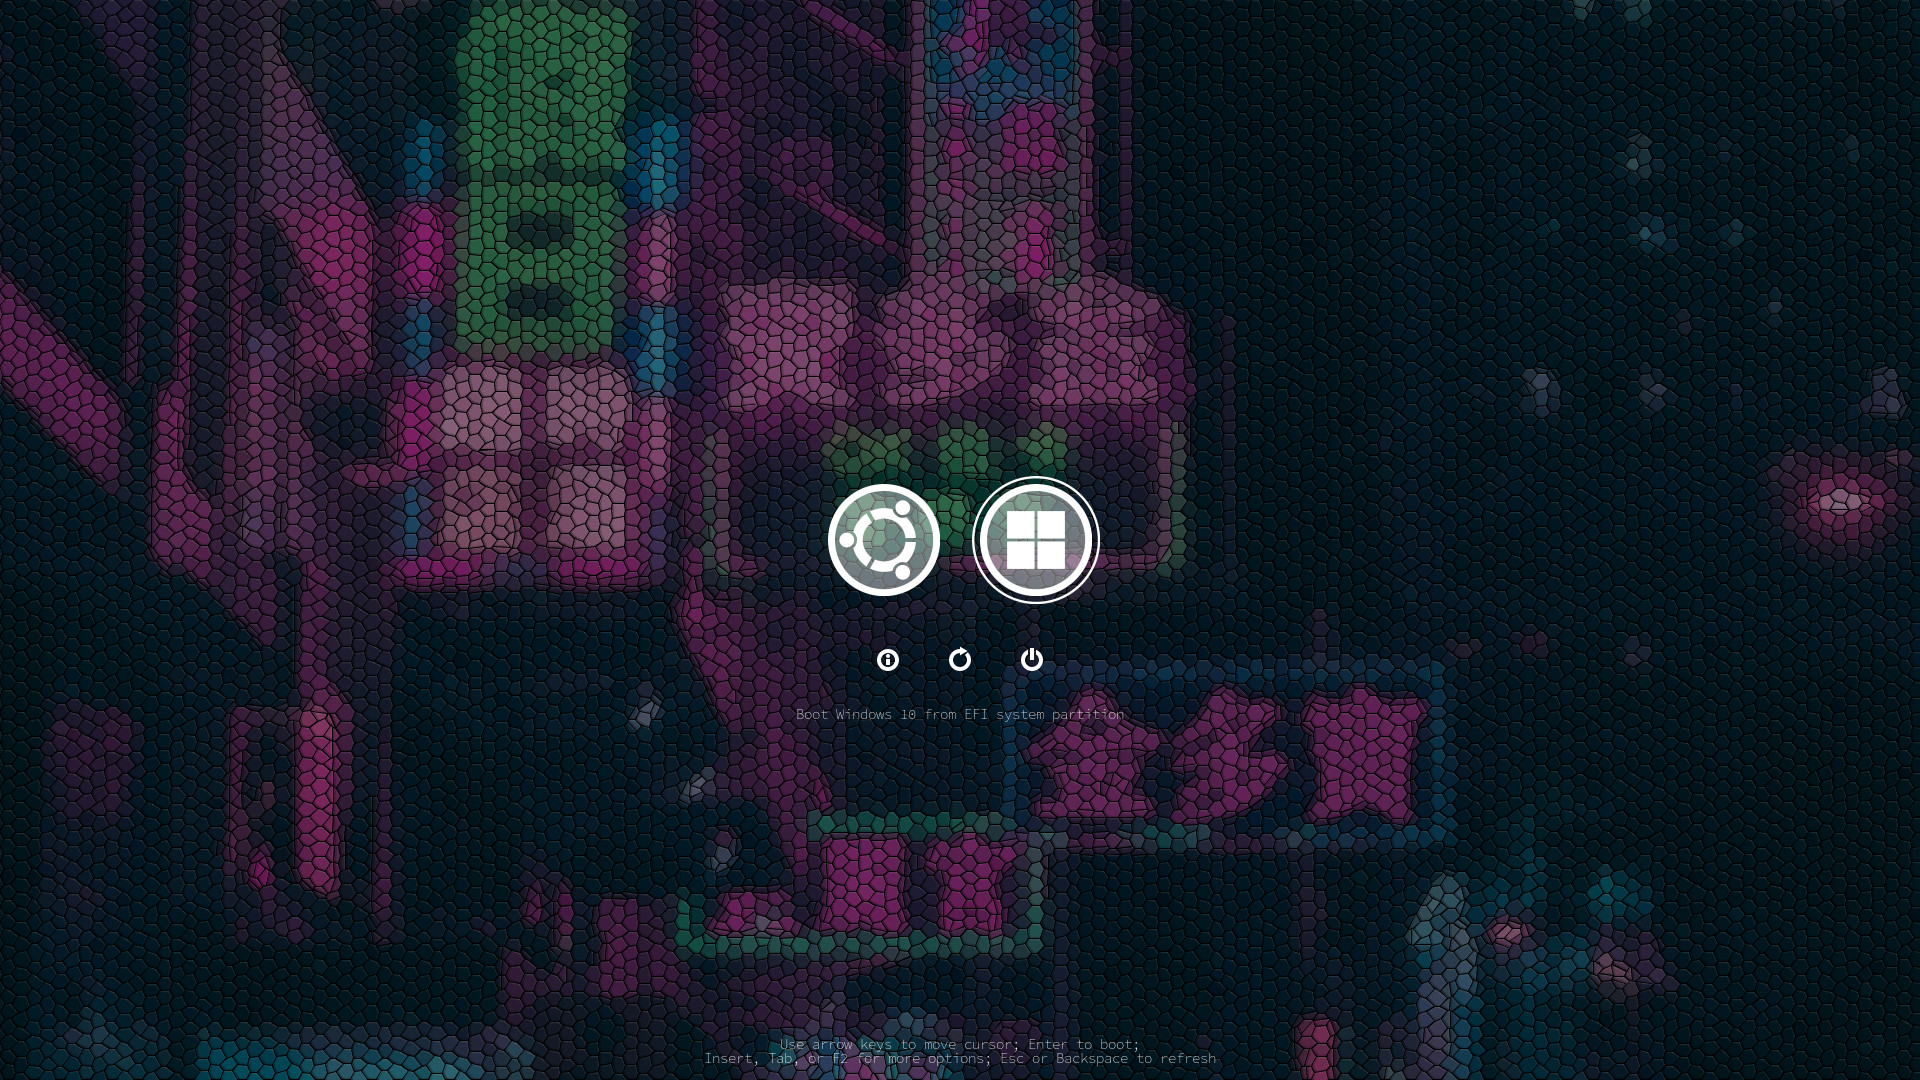 Boot Windows 10 from EFI system partition
Use arrow keys to move cursor; Enter to boot;
Insert, Tab, or F2 for more options; Esc or Backspace to refresh